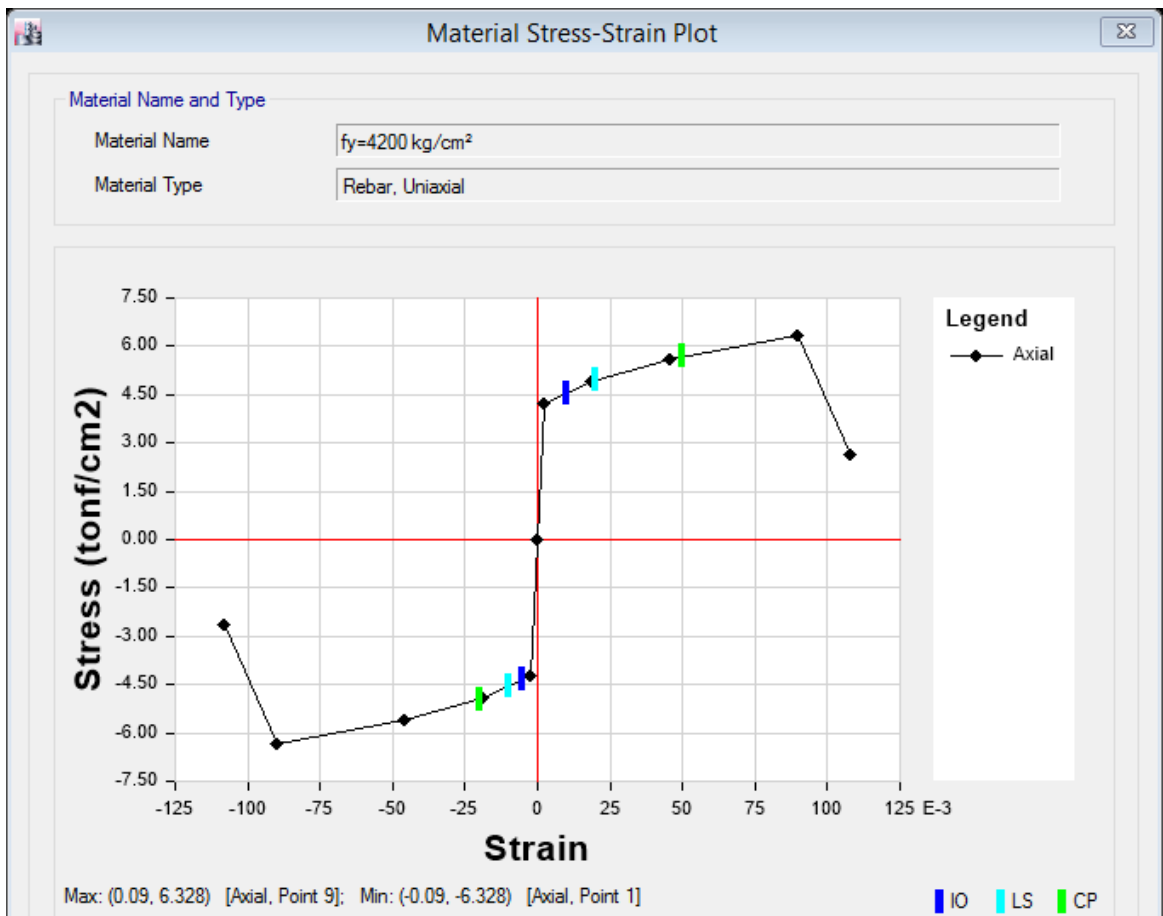 Material Stress-Strain Plot
Material Name and Type
Material Name
fy=4200 kg/cm²
Material Type
Rebar, Uniaxial
7.50
6.00
4.50
3.00
1.50
0.00
-1.50
-3.00
-4.50
-6.00
-7.50
Stress (tonf/cm2)
-125 -100 -75 -50 -25 0 25 50 75 100 125 E-3
Strain
Legend
Axial
Max: (0.09, 6.328) [Axial, Point 9]; Min: (-0.09, -6.328) [Axial, Point 1]
IO LS CP